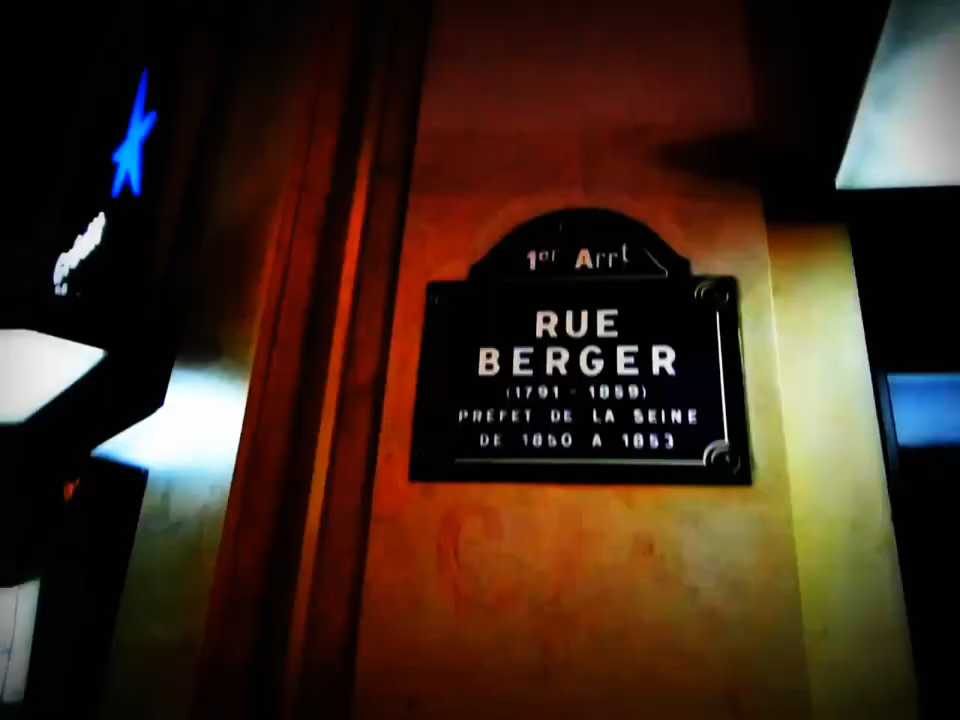 1er Arrt
RUE
BERGER
(1791 - 1859)
PRÉFET DE LA SEINE
DE 1850 A 1853